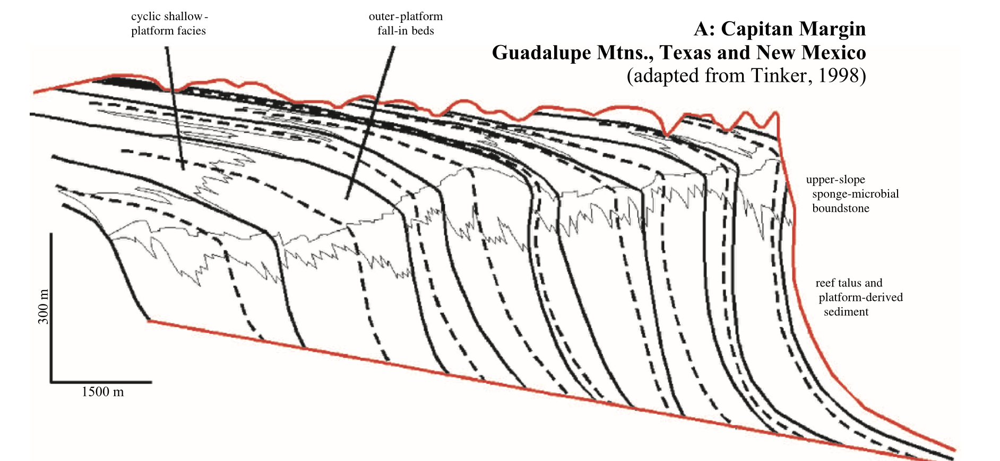 cyclic shallow-
platform facies
outer-platform
fall-in beds
A: Capitan Margin
Guadalupe Mtns., Texas and New Mexico
(adapted from Tinker, 1998)
upper-slope
sponge-microbial
boundstone
reef talus and
platform-derived
sediment
300 m
1500 m